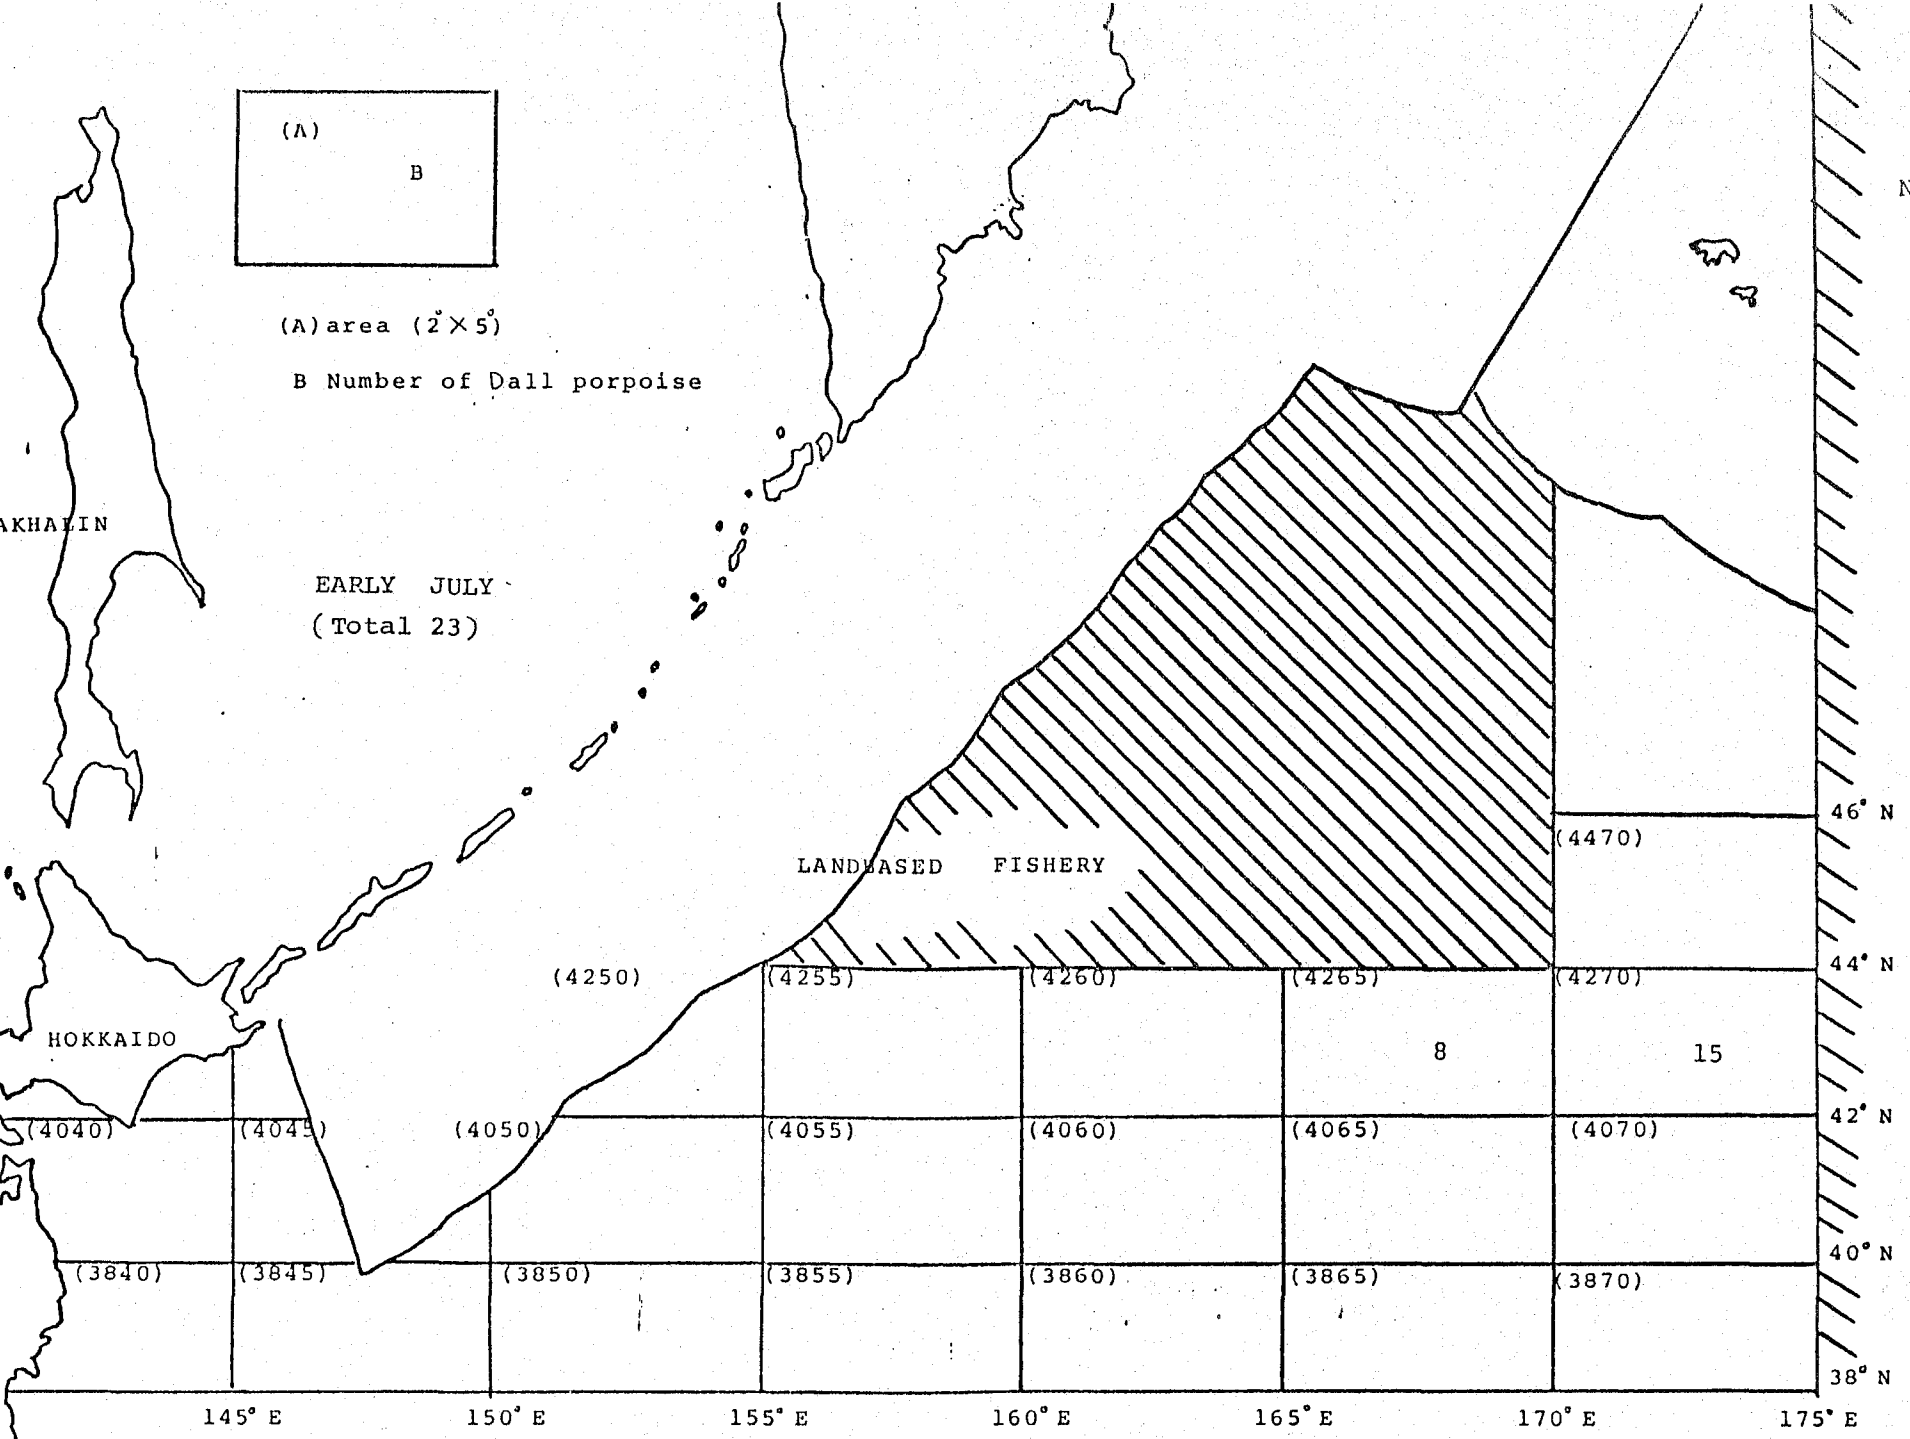 (A)
B
N
(A) area (2°×5°)
B Number of Dall porpoise
AKHALIN
EARLY JULY
(Total 23)
46° N
(4470)
LANDBASED FISHERY
44° N
(4250) (4255) (4260) (4265) (4270)
HOKKAIDO
8 15
42° N
(4040) (4045) (4050) (4055) (4060) (4065) (4070)
40° N
(3840) (3845) (3850) (3855) (3860) (3865) (3870)
38° N
145° E 150° E 155° E 160° E 165° E 170° E 175° E